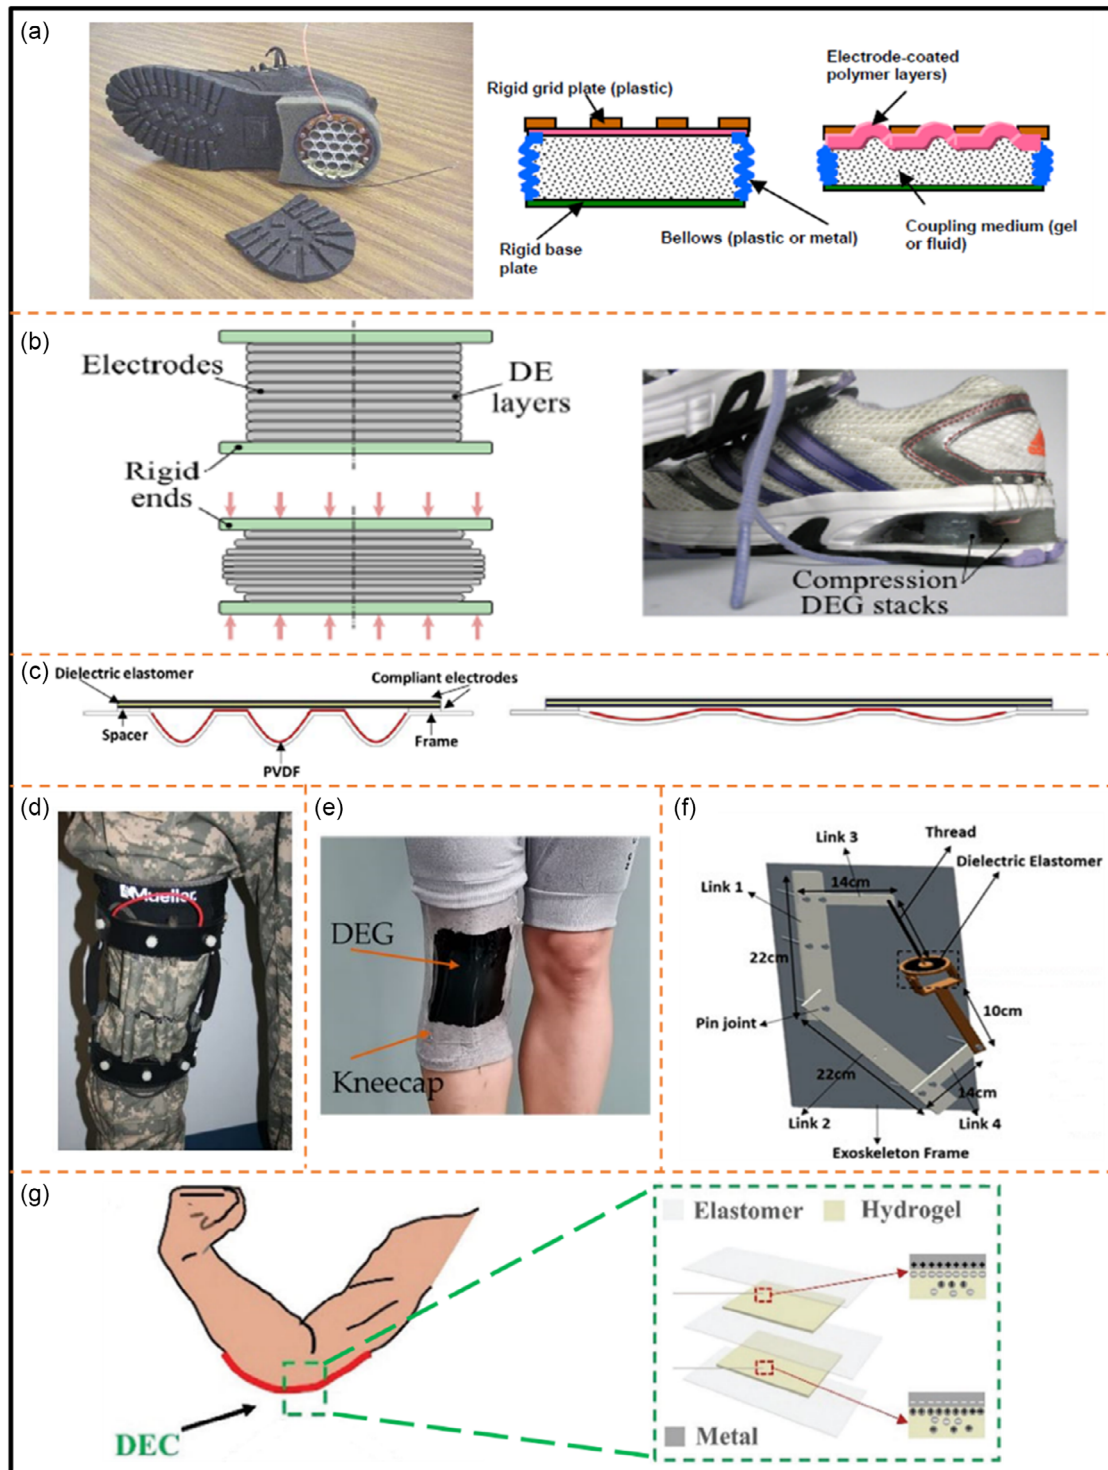 (a)
Rigid grid plate (plastic)
Electrode-coated
polymer layers)
Rigid base
plate
Bellows (plastic or metal)
Coupling medium (gel
or fluid)
(b)
Electrodes
DE
layers
Rigid
ends
Compression
DEG stacks
(c)
Dielectric elastomer
Compliant electrodes
Spacer
Frame
PVDF
(d)
Mueller
(e)
DEG
Kneecap
(f)
Link 3
Thread
Dielectric Elastomer
Link 1
14cm
22cm
10cm
Pin joint
22cm
14cm
Link 2
Link 4
Exoskeleton Frame
(g)
DEC
Elastomer
Hydrogel
Metal